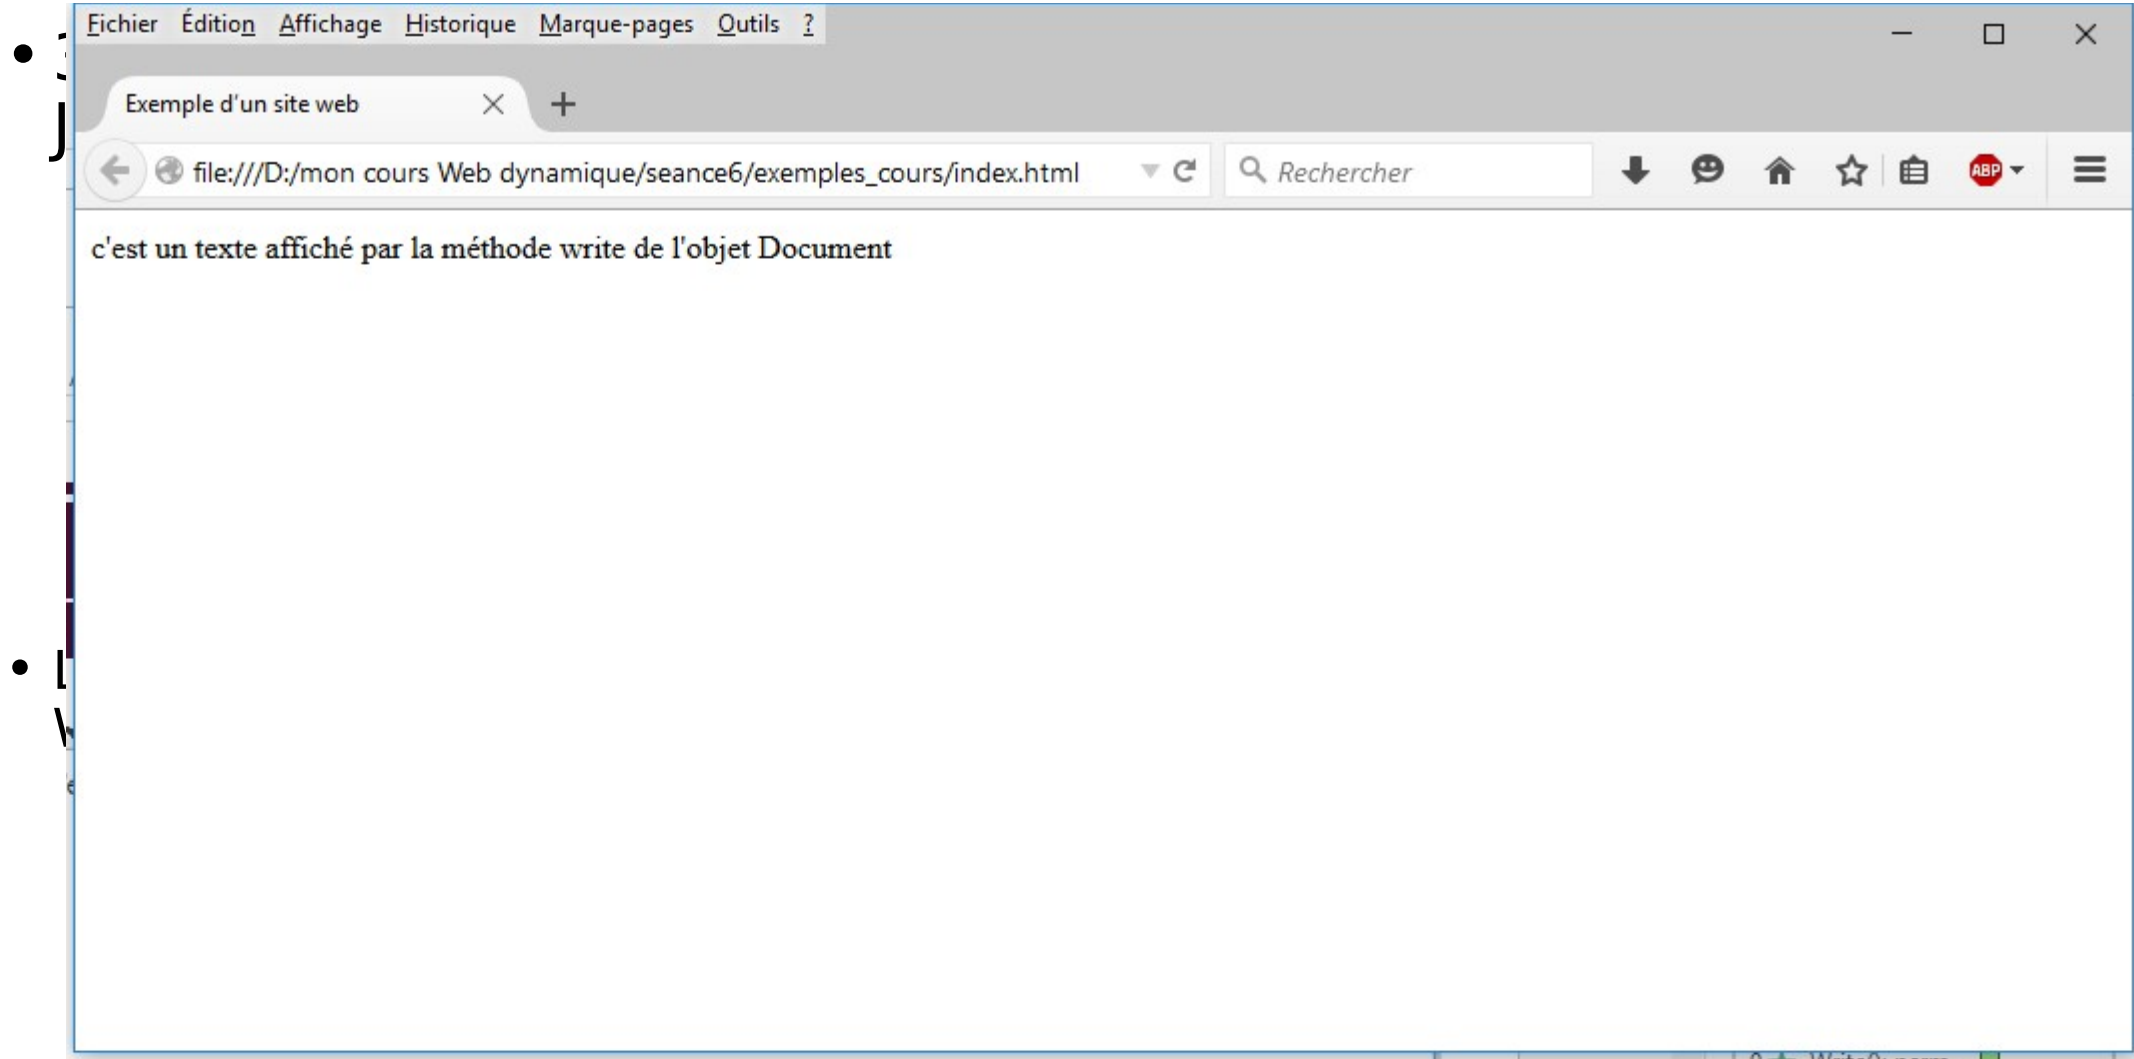 Fichier Édition Affichage Historique Marque-pages Outils ?
Exemple d'un site web
file:///D:/mon cours Web dynamique/seance6/exemples_cours/index.html Rechercher ABP
c'est un texte affiché par la méthode write de l'objet Document